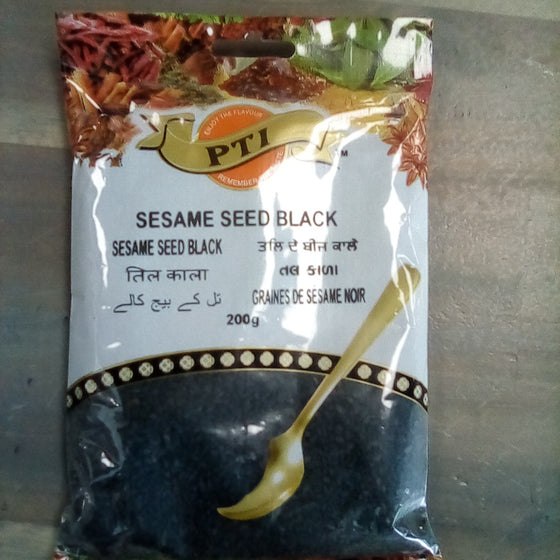 ENJOY THE FLAVOUR
PTI
REMEMBER
TM
SESAME SEED BLACK
SESAME SEED BLACK ਤਲਿ ਦੇ ਬੀਜ ਕਾਲੇ
तिल काला તલ કાળા
تل کے بیج کالے GRAINES DE SESAME NOIR
200g